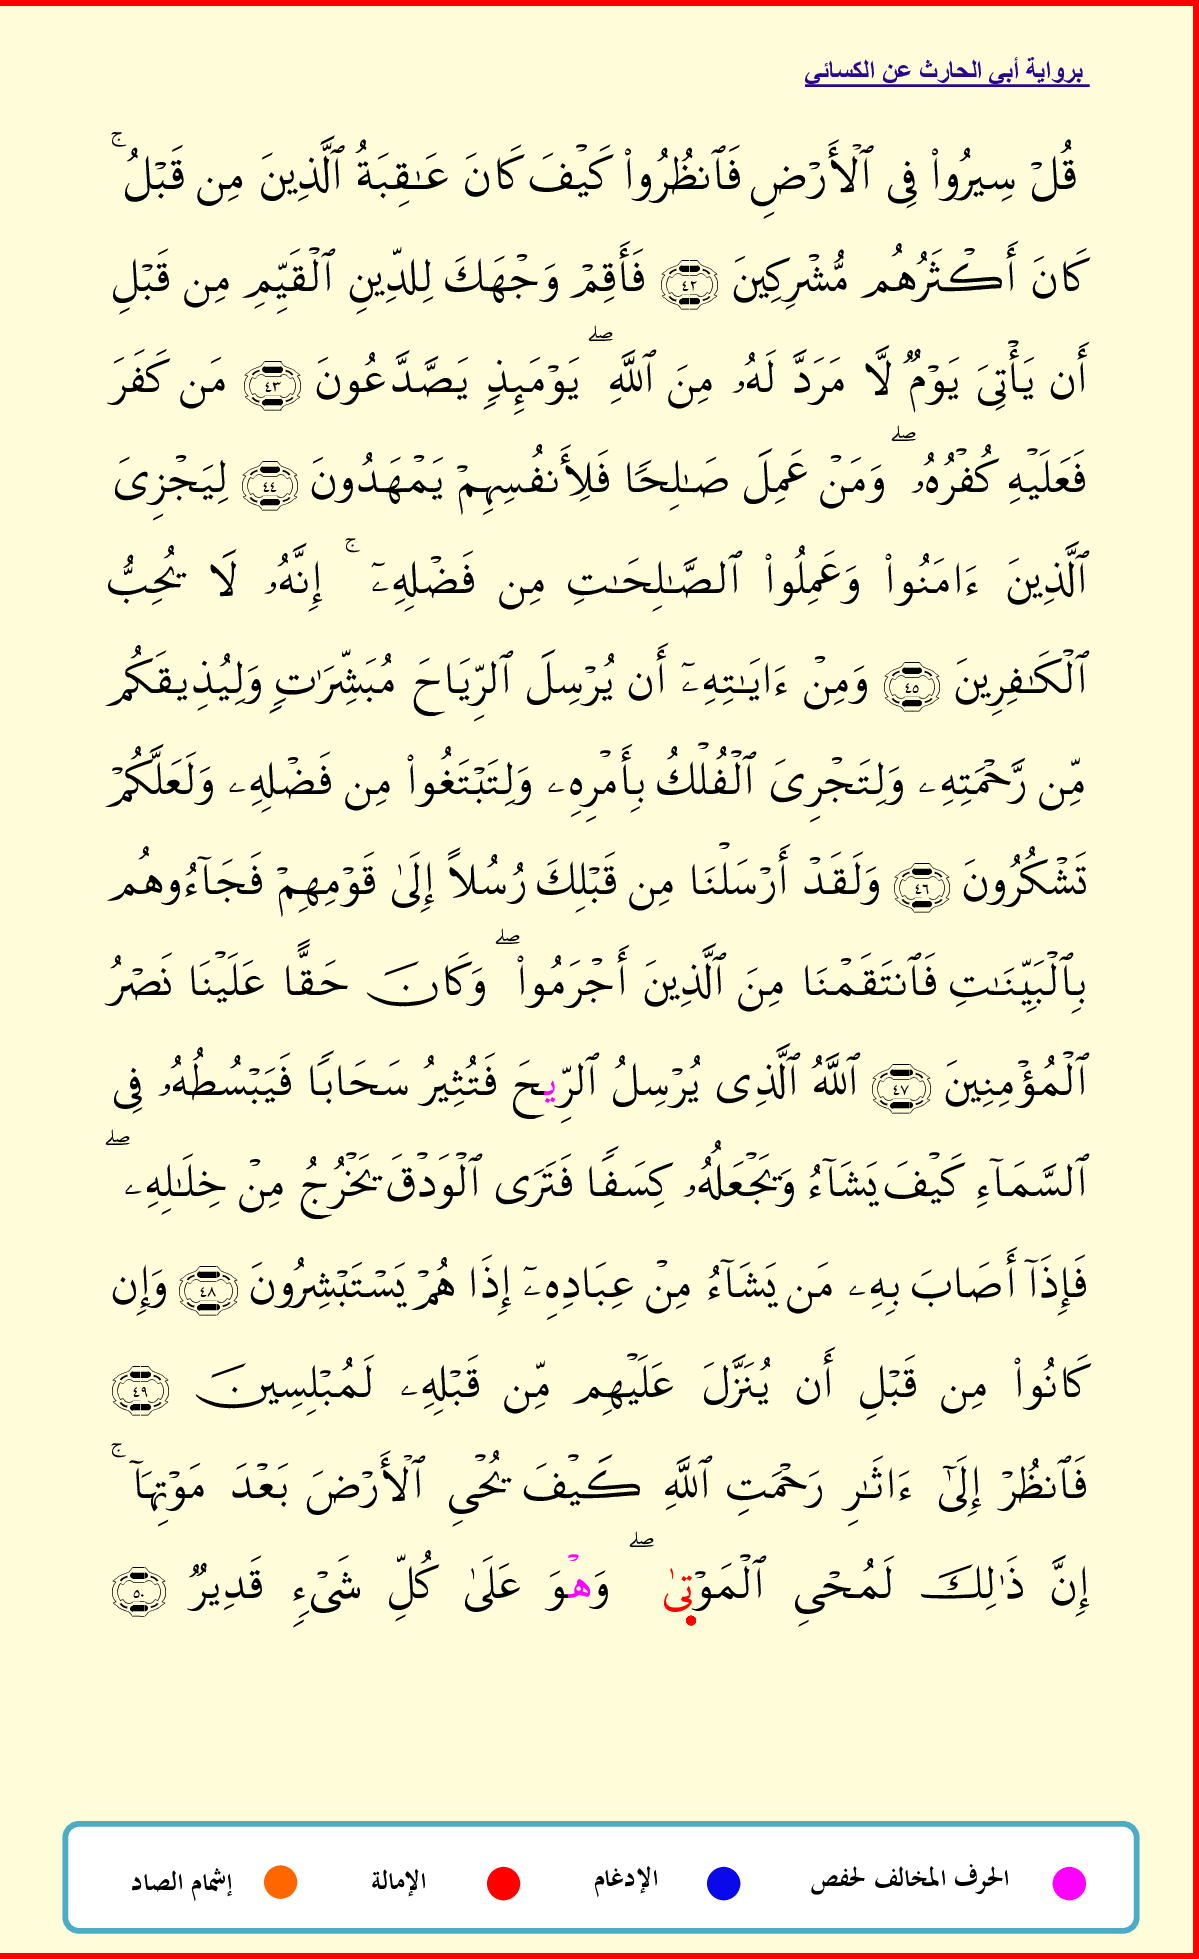 برواية أبي الحارث عن الكسائي
قُلۡ سِيرُواْ فِى ٱلۡأَرۡضِ فَٱنظُرُواْ كَيۡفَ كَانَ عَـٰقِبَةُ ٱلَّذِينَ مِن قَبۡلُ ۚ
كَانَ أَكۡثَرُهُم مُّشۡرِكِينَ ٤٢ فَأَقِمۡ وَجۡهَكَ لِلدِّينِ ٱلۡقَيِّمِ مِن قَبۡلِ
أَن يَأۡتِىَ يَوۡمٌ لَّا مَرَدَّ لَهُۥ مِنَ ٱللَّهِ ۖ يَوۡمَئِذٍ يَصَّدَّعُونَ ٤٣ مَن كَفَرَ
فَعَلَيۡهِ كُفۡرُهُۥ ۖ وَمَنۡ عَمِلَ صَـٰلِحًا فَلِأَنفُسِهِمۡ يَمۡهَدُونَ ٤٤ لِيَجۡزِىَ
ٱلَّذِينَ ءَامَنُواْ وَعَمِلُواْ ٱلصَّـٰلِحَـٰتِ مِن فَضۡلِهِۦٓ ۚ إِنَّهُۥ لَا يُحِبُّ
ٱلۡكَـٰفِرِينَ ٤٥ وَمِنۡ ءَايَـٰتِهِۦٓ أَن يُرۡسِلَ ٱلرِّيَاحَ مُبَشِّرَٰتٍ وَلِيُذِيقَكُم
مِّن رَّحۡمَتِهِۦ وَلِتَجۡرِىَ ٱلۡفُلۡكُ بِأَمۡرِهِۦ وَلِتَبۡتَغُواْ مِن فَضۡلِهِۦ وَلَعَلَّكُمۡ
تَشۡكُرُونَ ٤٦ وَلَقَدۡ أَرۡسَلۡنَا مِن قَبۡلِكَ رُسُلاً إِلَىٰ قَوۡمِهِمۡ فَجَآءُوهُم
بِٱلۡبَيِّنَـٰتِ فَٱنتَقَمۡنَا مِنَ ٱلَّذِينَ أَجۡرَمُواْ ۖ وَكَانَ حَقًّا عَلَيۡنَا نَصۡرُ
ٱلۡمُؤۡمِنِينَ ٤٧ ٱللَّهُ ٱلَّذِى يُرۡسِلُ ٱلرِّيحَ فَتُثِيرُ سَحَابًا فَيَبۡسُطُهُۥ فِى
ٱلسَّمَآءِ كَيۡفَ يَشَآءُ وَيَجۡعَلُهُۥ كِسَفًا فَتَرَى ٱلۡوَدۡقَ يَخۡرُجُ مِنۡ خِلَـٰلِهِۦ ۖ
فَإِذَآ أَصَابَ بِهِۦ مَن يَشَآءُ مِنۡ عِبَادِهِۦٓ إِذَا هُمۡ يَسۡتَبۡشِرُونَ ٤٨ وَإِن
كَانُواْ مِن قَبۡلِ أَن يُنَزَّلَ عَلَيۡهِم مِّن قَبۡلِهِۦ لَمُبۡلِسِينَ ٤٩
فَٱنظُرۡ إِلَىٰٓ ءَاثَـٰرِ رَحۡمَتِ ٱللَّهِ كَيۡفَ يُحۡىِ ٱلۡأَرۡضَ بَعۡدَ مَوۡتِهَآ ۚ
إِنَّ ذَٰلِكَ لَمُحۡىِ ٱلۡمَوۡتَىٰ ۖ وَهۡوَ عَلَىٰ كُلِّ شَىۡءٍ قَدِيرٌ ٥٠
الحرف المخالف لحفص الإدغام الإمالة إشمام الصاد